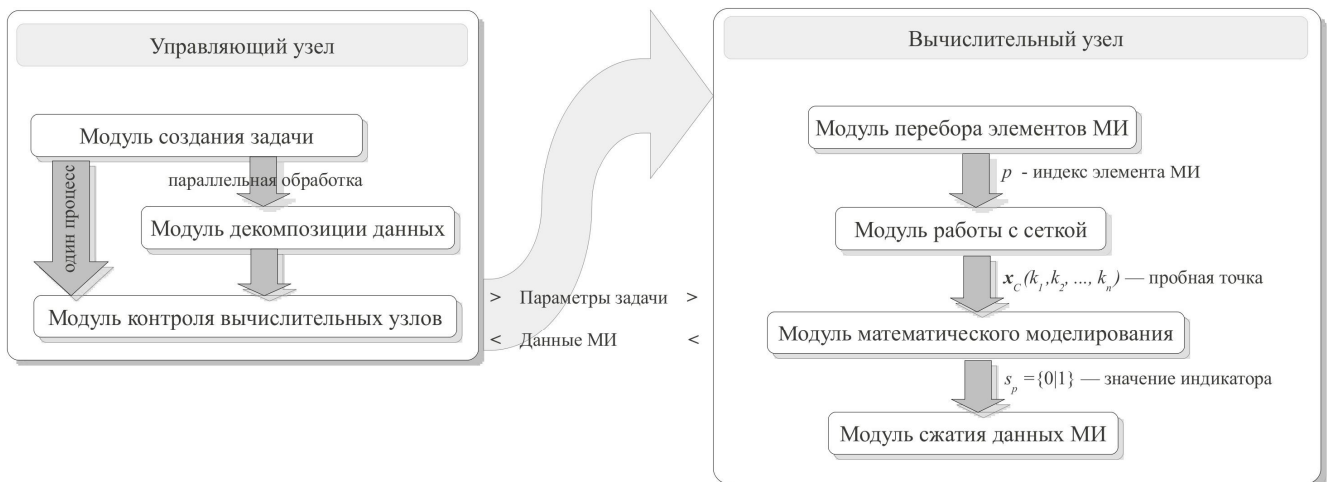 Управляющий узел
Модуль создания задачи
один процесс
параллельная обработка
Модуль декомпозиции данных
Модуль контроля вычислительных узлов
> Параметры задачи >
< Данные МИ <
Вычислительный узел
Модуль перебора элементов МИ
p - индекс элемента МИ
Модуль работы с сеткой
x_C (k_1, k_2, ..., k_n) — пробная точка
Модуль математического моделирования
s_p = {0|1} — значение индикатора
Модуль сжатия данных МИ